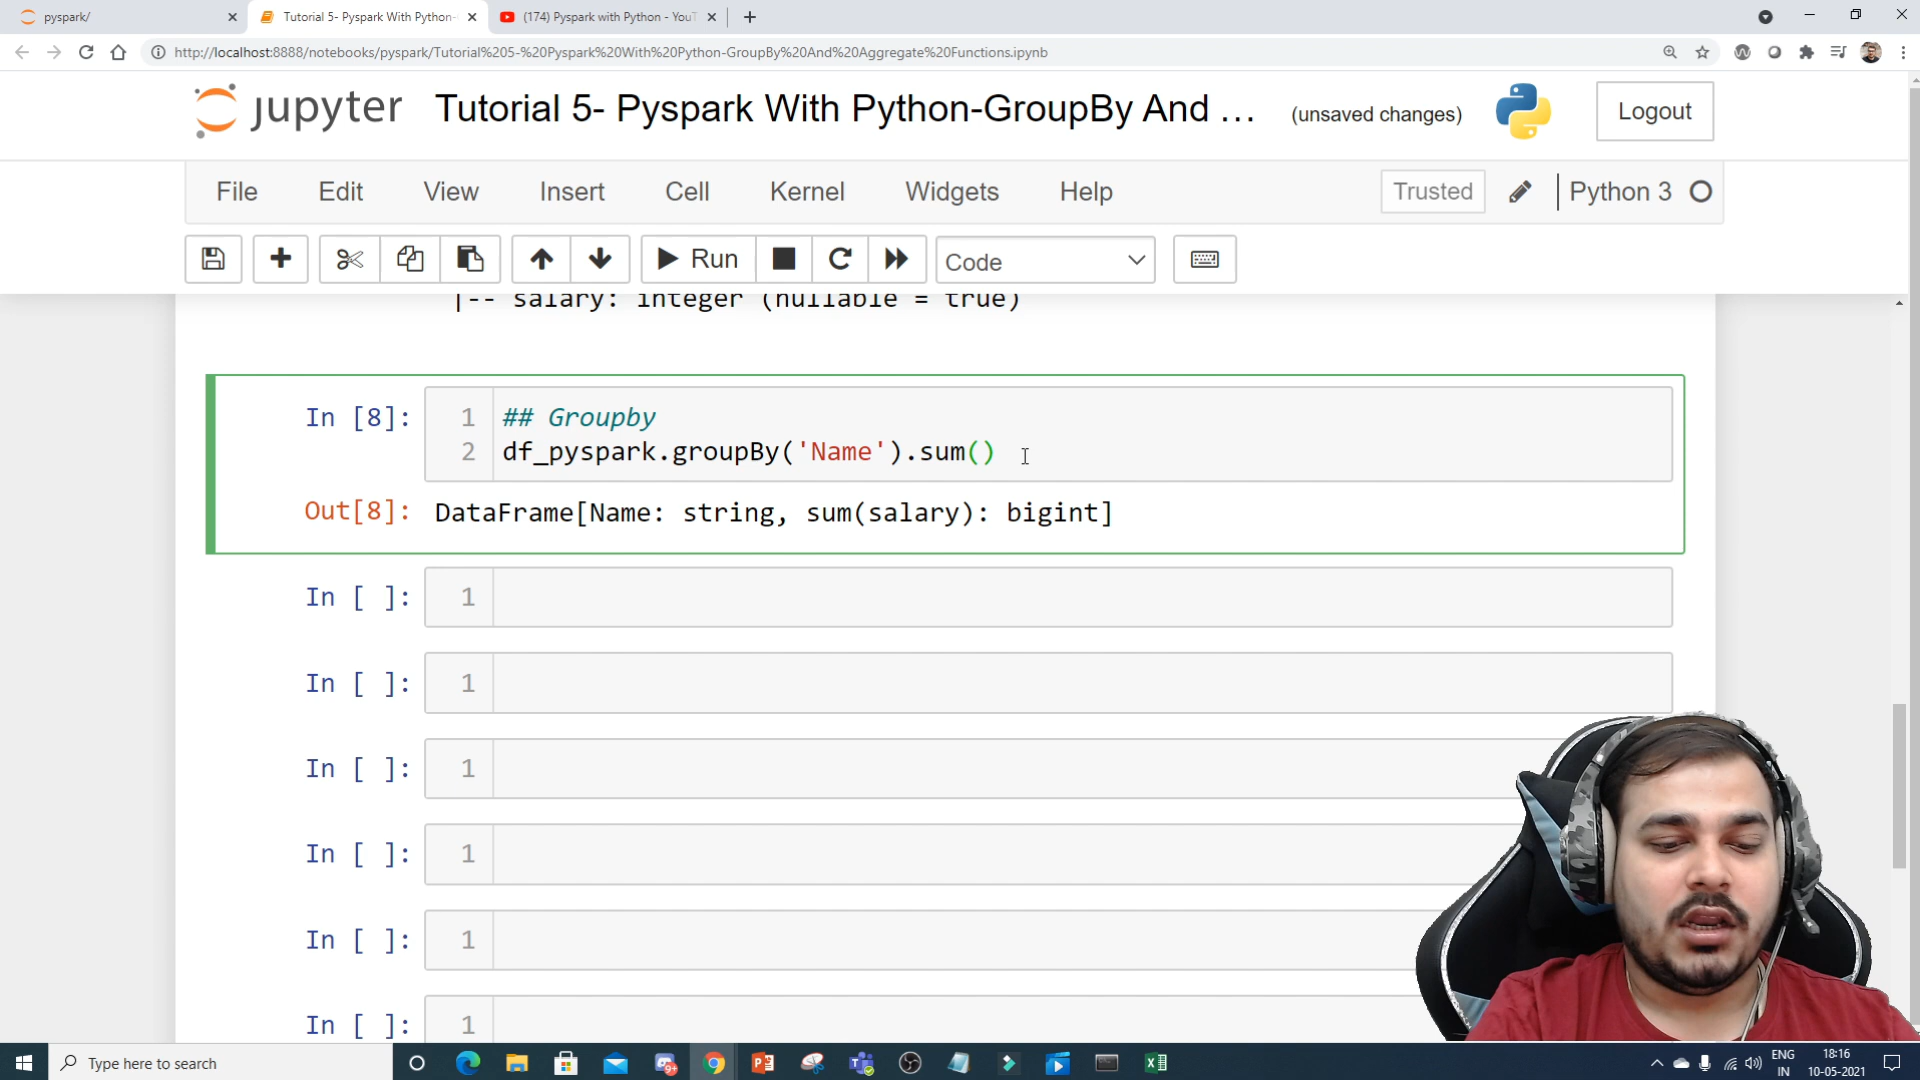 pyspark/
Tutorial 5- Pyspark With Python-
(174) Pyspark with Python - YouT
http://localhost:8888/notebooks/pyspark/Tutorial%205-%20Pyspark%20With%20Python-GroupBy%20And%20Aggregate%20Functions.ipynb
jupyter Tutorial 5- Pyspark With Python-GroupBy And ... (unsaved changes) Logout
File Edit View Insert Cell Kernel Widgets Help Trusted Python 3
Run Code
|-- salary: integer (nullable = true)
In [8]: 1 ## Groupby
2 df_pyspark.groupBy('Name').sum()
Out[8]: DataFrame[Name: string, sum(salary): bigint]
In [ ]: 1
In [ ]: 1
In [ ]: 1
In [ ]: 1
In [ ]: 1
In [ ]: 1
Type here to search
ENG
IN
18:16
10-05-2021